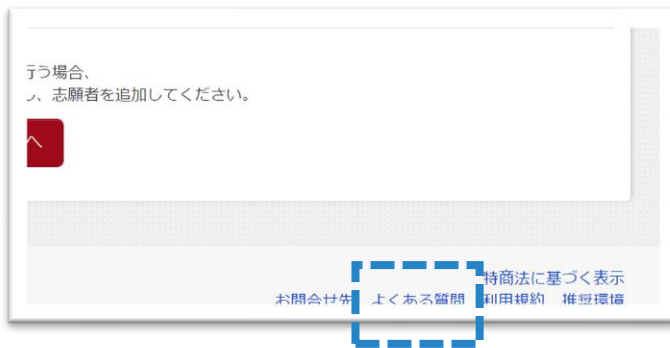 行う場合、
し、志願者を追加してください。
へ
特商法に基づく表示
お問合せ先 よくある質問 利用規約 推奨環境